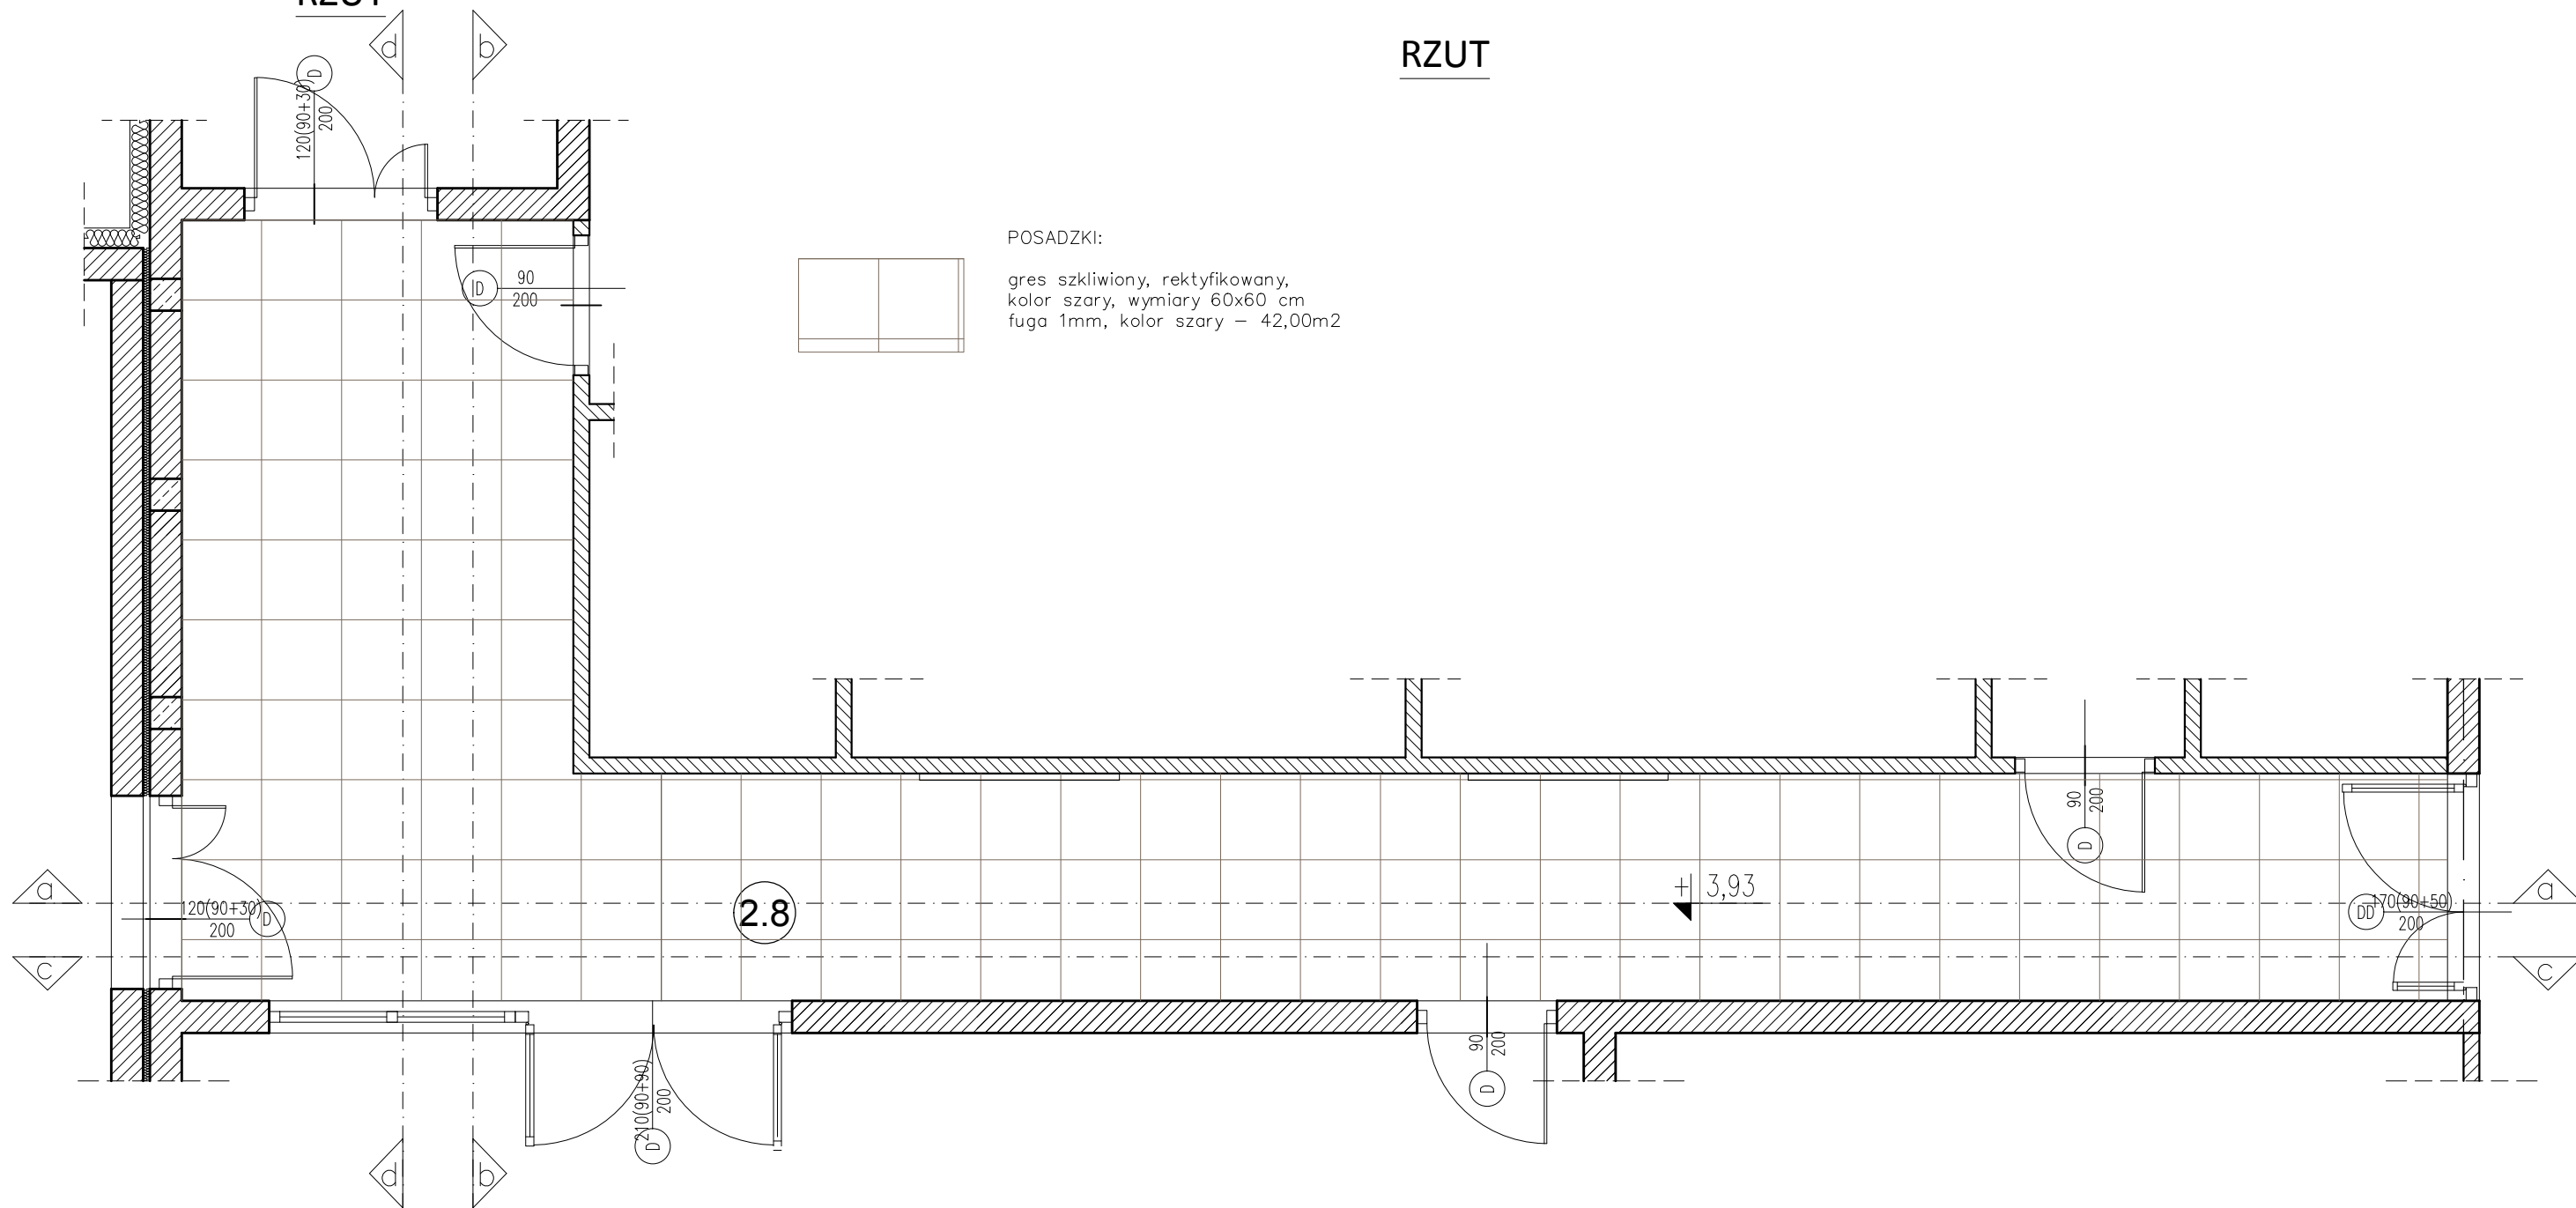 RZUT
RZUT
d
b
D
120(90+30)
200
D
90
200
POSADZKI:
gres szkliwiony, rektyfikowany,
kolor szary, wymiary 60x60 cm
fuga 1mm, kolor szary – 42,00m2
90
200
D
a
120(90+30)
200
D
2.8
+ 3,93
DD
170(90+50)
200
a
c
c
90
200
D
210(90+90)
200
D
d
b